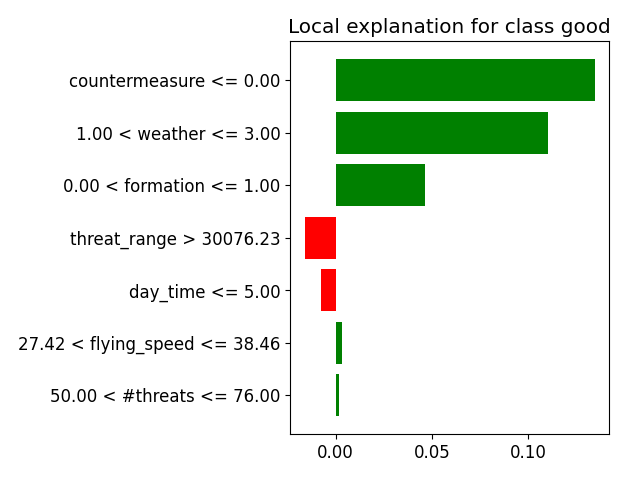 Local explanation for class good
countermeasure <= 0.00
1.00 < weather <= 3.00
0.00 < formation <= 1.00
threat_range > 30076.23
day_time <= 5.00
27.42 < flying_speed <= 38.46
50.00 < #threats <= 76.00
0.00 0.05 0.10